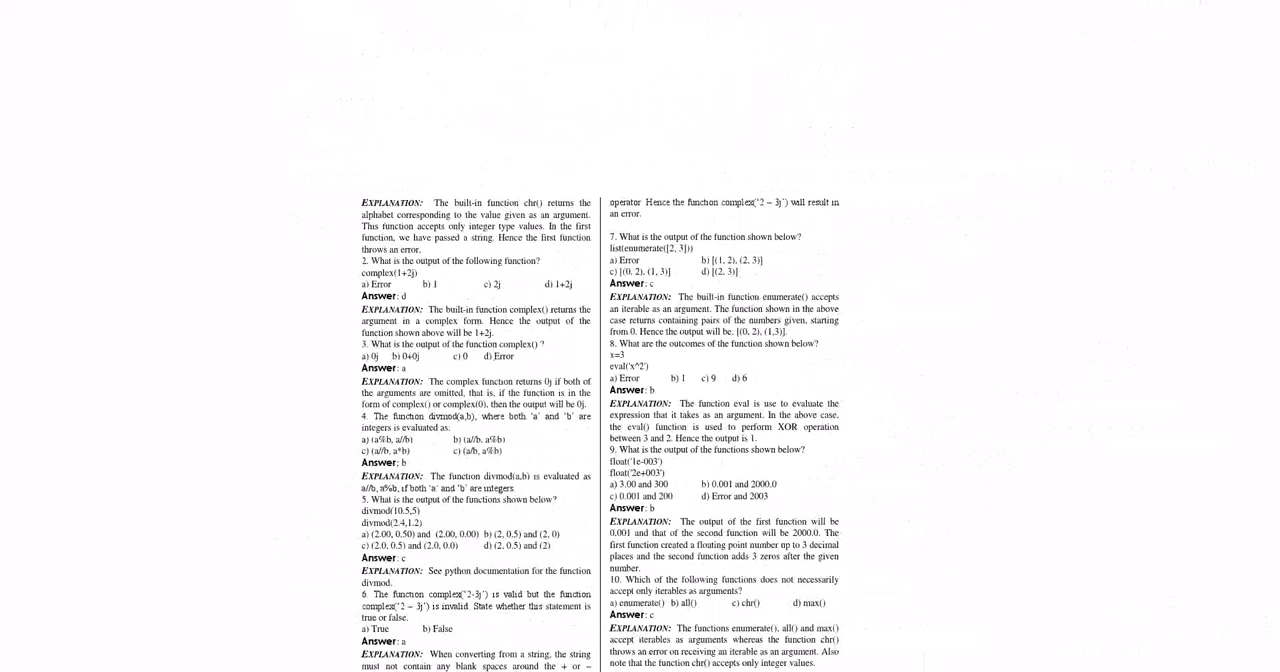 EXPLANATION: The built-in function chr() returns the
alphabet corresponding to the value given as an argument.
This function accepts only integer type values. In the first
function, we have passed a string. Hence the first function
throws an error.
2. What is the output of the following function?
complex(1+2j)
a) Error b) 1 c) 2j d) 1+2j
Answer: d
EXPLANATION: The built-in function complex() returns the
argument in a complex form. Hence the output of the
function shown above will be 1+2j.
3. What is the output of the function complex() ?
a) 0j b) 0+0j c) 0 d) Error
Answer: a
EXPLANATION: The complex function returns 0j if both of
the arguments are omitted, that is, if the function is in the
form of complex() or complex(0), then the output will be 0j.
4. The function divmod(a,b), where both 'a' and 'b' are
integers is evaluated as:
a) (a%b, a//b) b) (a//b, a%b)
c) (a//b, a*b) c) (a/b, a%b)
Answer: b
EXPLANATION: The function divmod(a,b) is evaluated as
a//b, a%b, if both 'a' and 'b' are integers.
5. What is the output of the functions shown below?
divmod(10.5,5)
divmod(2.4,1.2)
a) (2.00, 0.50) and (2.00, 0.00) b) (2, 0.5) and (2, 0)
c) (2.0, 0.5) and (2.0, 0.0) d) (2, 0.5) and (2)
Answer: c
EXPLANATION: See python documentation for the function
divmod.
6. The function complex('2-3j') is valid but the function
complex('2 – 3j') is invalid. State whether this statement is
true or false.
a) True b) False
Answer: a
EXPLANATION: When converting from a string, the string
must not contain any blank spaces around the + or –
operator Hence the function complex('2 – 3j') will result in
an error.
7. What is the output of the function shown below?
list(enumerate([2, 3]))
a) Error b) [(1, 2), (2, 3)]
c) [(0, 2), (1, 3)] d) [(2, 3)]
Answer: c
EXPLANATION: The built-in function enumerate() accepts
an iterable as an argument. The function shown in the above
case returns containing pairs of the numbers given, starting
from 0. Hence the output will be, [(0, 2), (1,3)].
8. What are the outcomes of the function shown below?
x=3
eval('x^2')
a) Error b) 1 c) 9 d) 6
Answer: b
EXPLANATION: The function eval is use to evaluate the
expression that it takes as an argument. In the above case,
the eval() function is used to perform XOR operation
between 3 and 2. Hence the output is 1.
9. What is the output of the functions shown below?
float('1e-003')
float('2e+003')
a) 3.00 and 300 b) 0.001 and 2000.0
c) 0.001 and 200 d) Error and 2003
Answer: b
EXPLANATION: The output of the first function will be
0.001 and that of the second function will be 2000.0. The
first function created a floating point number up to 3 decimal
places and the second function adds 3 zeros after the given
number.
10. Which of the following functions does not necessarily
accept only iterables as arguments?
a) enumerate() b) all() c) chr() d) max()
Answer: c
EXPLANATION: The functions enumerate(), all() and max()
accept iterables as arguments whereas the function chr()
throws an error on receiving an iterable as an argument. Also
note that the function chr() accepts only integer values.